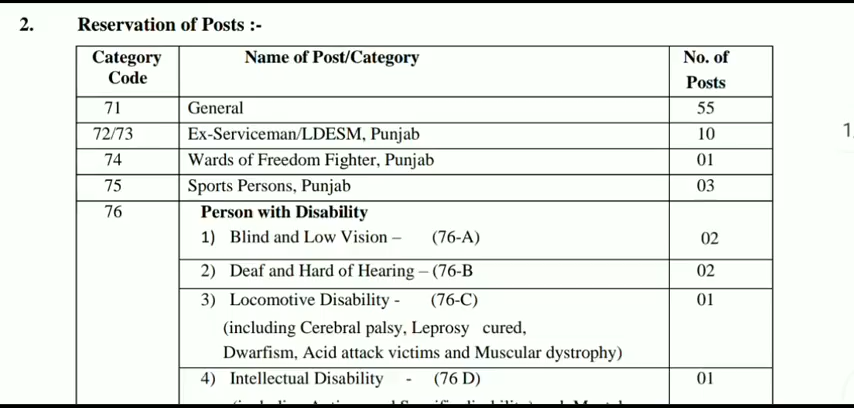 2. Reservation of Posts :-
Category Code Name of Post/Category No. of Posts
71 General 55
72/73 Ex-Serviceman/LDESM, Punjab 10
74 Wards of Freedom Fighter, Punjab 01
75 Sports Persons, Punjab 03
76 Person with Disability
1) Blind and Low Vision – (76-A) 02
2) Deaf and Hard of Hearing – (76-B 02
3) Locomotive Disability - (76-C) 01
(including Cerebral palsy, Leprosy cured,
Dwarfism, Acid attack victims and Muscular dystrophy)
4) Intellectual Disability - (76 D) 01